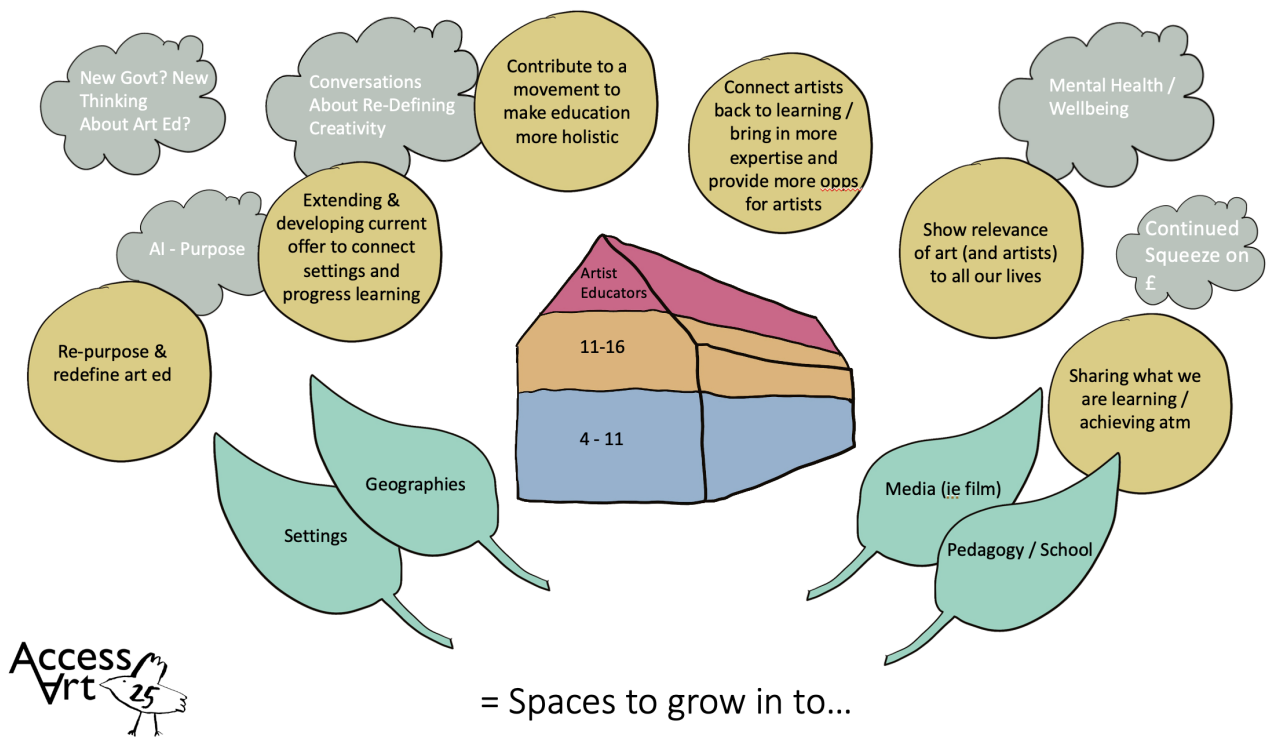 New Govt? New
Thinking
About Art Ed?
Conversations
About Re-Defining
Creativity
Contribute to a
movement to
make education
more holistic
Connect artists
back to learning /
bring in more
expertise and
provide more opps
for artists
Mental Health /
Wellbeing
AI - Purpose
Extending &
developing current
offer to connect
settings and
progress learning
Show relevance
of art (and artists)
to all our lives
Continued
Squeeze on
£
Re-purpose &
redefine art ed
Artist
Educators
11-16
4 - 11
Sharing what we
are learning /
achieving atm
Geographies
Settings
Media (ie film)
Pedagogy / School
Access
Art
25
= Spaces to grow in to...